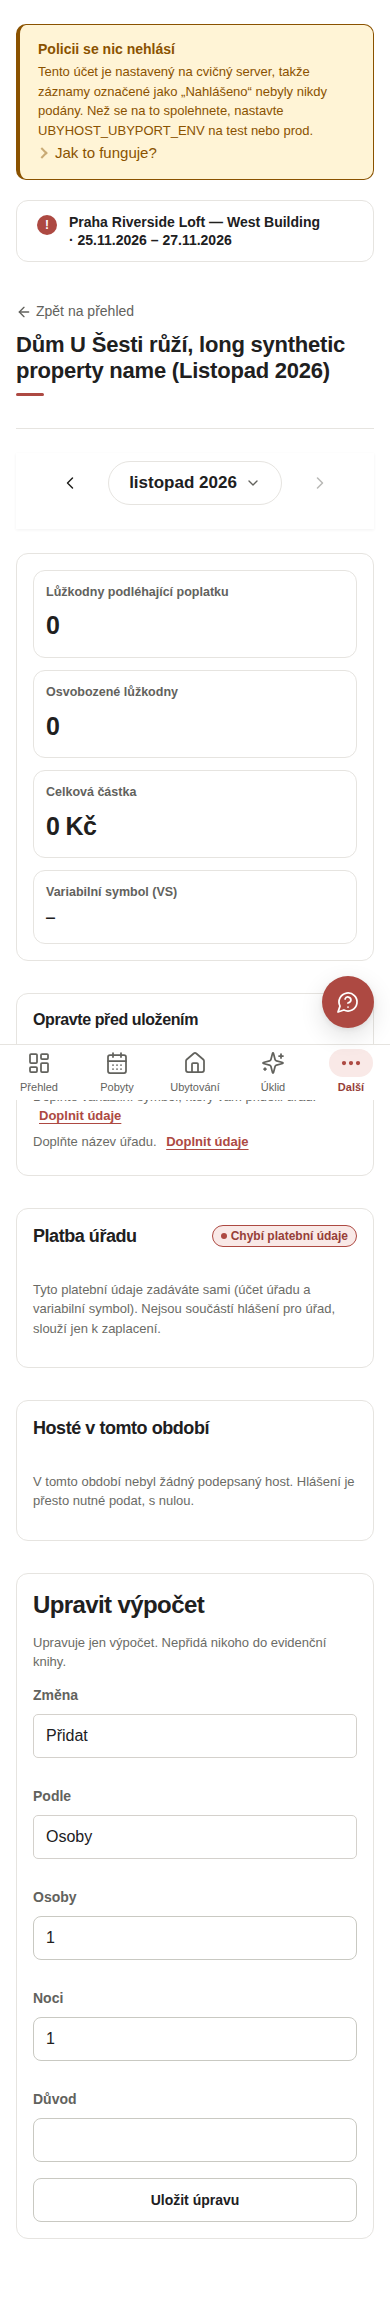 Policii se nic nehlásí
Tento účet je nastavený na cvičný server, takže
záznamy označené jako „Nahlášeno“ nebyly nikdy
podány. Než se na to spolehnete, nastavte
UBYHOST_UBYPORT_ENV na test nebo prod.
Jak to funguje?
Praha Riverside Loft — West Building
· 25.11.2026 – 27.11.2026
Zpět na přehled
Dům U Šesti růží, long synthetic
property name (Listopad 2026)
listopad 2026
Lůžkodny podléhající poplatku
0
Osvobozené lůžkodny
0
Celková částka
0 Kč
Variabilní symbol (VS)
–
Opravte před uložením
Přehled
Pobyty
Ubytování
Úklid
Další
Doplnit údaje
Doplňte název úřadu. Doplnit údaje
Platba úřadu
Chybí platební údaje
Tyto platební údaje zadáváte sami (účet úřadu a
variabilní symbol). Nejsou součástí hlášení pro úřad,
slouží jen k zaplacení.
Hosté v tomto období
V tomto období nebyl žádný podepsaný host. Hlášení je
přesto nutné podat, s nulou.
Upravit výpočet
Upravuje jen výpočet. Nepřidá nikoho do evidenční
knihy.
Změna
Přidat
Podle
Osoby
Osoby
1
Noci
1
Důvod
Uložit úpravu